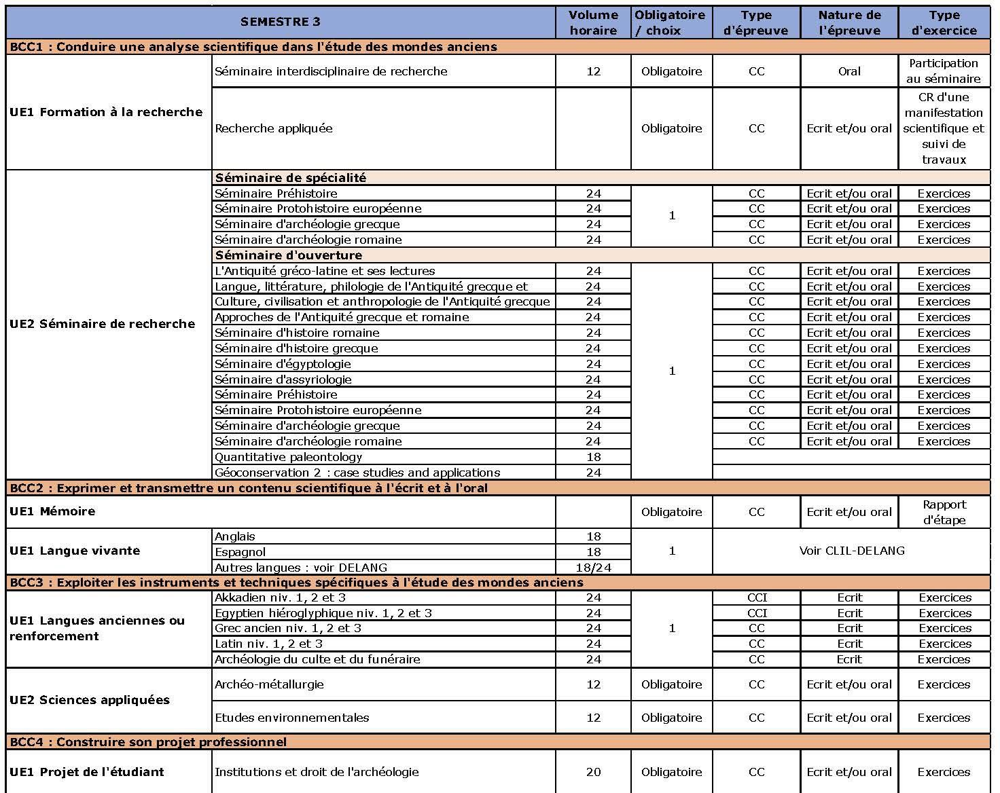 SEMESTRE 3 Volume horaire Obligatoire / choix Type d'épreuve Nature de l'épreuve Type d'exercice
BCC1 : Conduire une analyse scientifique dans l'étude des mondes anciens
UE1 Formation à la recherche
Séminaire interdisciplinaire de recherche 12 Obligatoire CC Oral Participation au séminaire
Recherche appliquée Obligatoire CC Ecrit et/ou oral CR d'une manifestation scientifique et suivi de travaux
UE2 Séminaire de recherche
Séminaire de spécialité
Séminaire Préhistoire 24 1 CC Ecrit et/ou oral Exercices
Séminaire Protohistoire européenne 24 CC Ecrit et/ou oral Exercices
Séminaire d'archéologie grecque 24 CC Ecrit et/ou oral Exercices
Séminaire d'archéologie romaine 24 CC Ecrit et/ou oral Exercices
Séminaire d'ouverture
L'Antiquité gréco-latine et ses lectures 24 1 CC Ecrit et/ou oral Exercices
Langue, littérature, philologie de l'Antiquité grecque et 24 CC Ecrit et/ou oral Exercices
Culture, civilisation et anthropologie de l'Antiquité grecque 24 CC Ecrit et/ou oral Exercices
Approches de l'Antiquité grecque et romaine 24 CC Ecrit et/ou oral Exercices
Séminaire d'histoire romaine 24 CC Ecrit et/ou oral Exercices
Séminaire d'histoire grecque 24 CC Ecrit et/ou oral Exercices
Séminaire d'égyptologie 24 CC Ecrit et/ou oral Exercices
Séminaire d'assyriologie 24 CC Ecrit et/ou oral Exercices
Séminaire Préhistoire 24 CC Ecrit et/ou oral Exercices
Séminaire Protohistoire européenne 24 CC Ecrit et/ou oral Exercices
Séminaire d'archéologie grecque 24 CC Ecrit et/ou oral Exercices
Séminaire d'archéologie romaine 24 CC Ecrit et/ou oral Exercices
Quantitative paleontology 18
Géoconservation 2 : case studies and applications 24
BCC2 : Exprimer et transmettre un contenu scientifique à l'écrit et à l'oral
UE1 Mémoire Obligatoire CC Ecrit et/ou oral Rapport d'étape
UE1 Langue vivante
Anglais 18 1 Voir CLIL-DELANG
Espagnol 18
Autres langues : voir DELANG 18/24
BCC3 : Exploiter les instruments et techniques spécifiques à l'étude des mondes anciens
UE1 Langues anciennes ou renforcement
Akkadien niv. 1, 2 et 3 24 1 CCI Ecrit Exercices
Egyptien hiéroglyphique niv. 1, 2 et 3 24 CCI Ecrit Exercices
Grec ancien niv. 1, 2 et 3 24 CC Ecrit Exercices
Latin niv. 1, 2 et 3 24 CC Ecrit Exercices
Archéologie du culte et du funéraire 24 CC Ecrit Exercices
UE2 Sciences appliquées
Archéo-métallurgie 12 Obligatoire CC Ecrit et/ou oral Exercices
Etudes environnementales 12 Obligatoire CC Ecrit et/ou oral Exercices
BCC4 : Construire son projet professionnel
UE1 Projet de l'étudiant Institutions et droit de l'archéologie 20 Obligatoire CC Ecrit et/ou oral Exercices